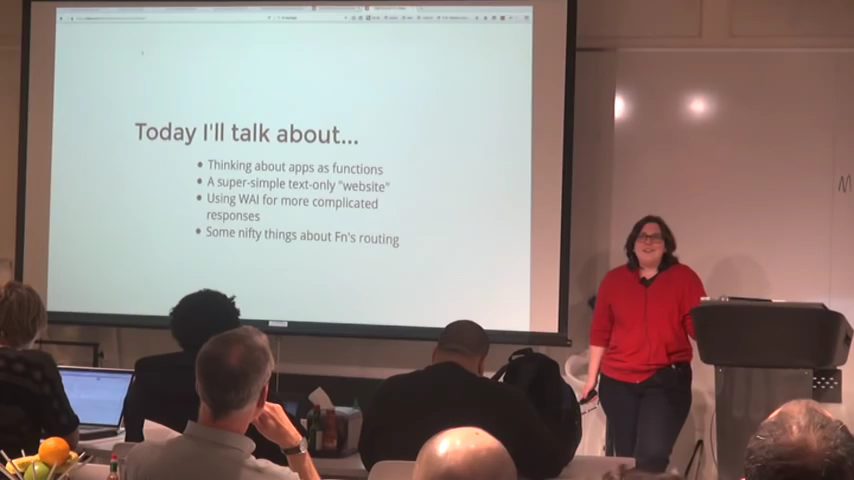 Today I'll talk about...
Thinking about apps as functions
A super-simple text-only "website"
Using WAI for more complicated
responses
Some nifty things about Fn's routing